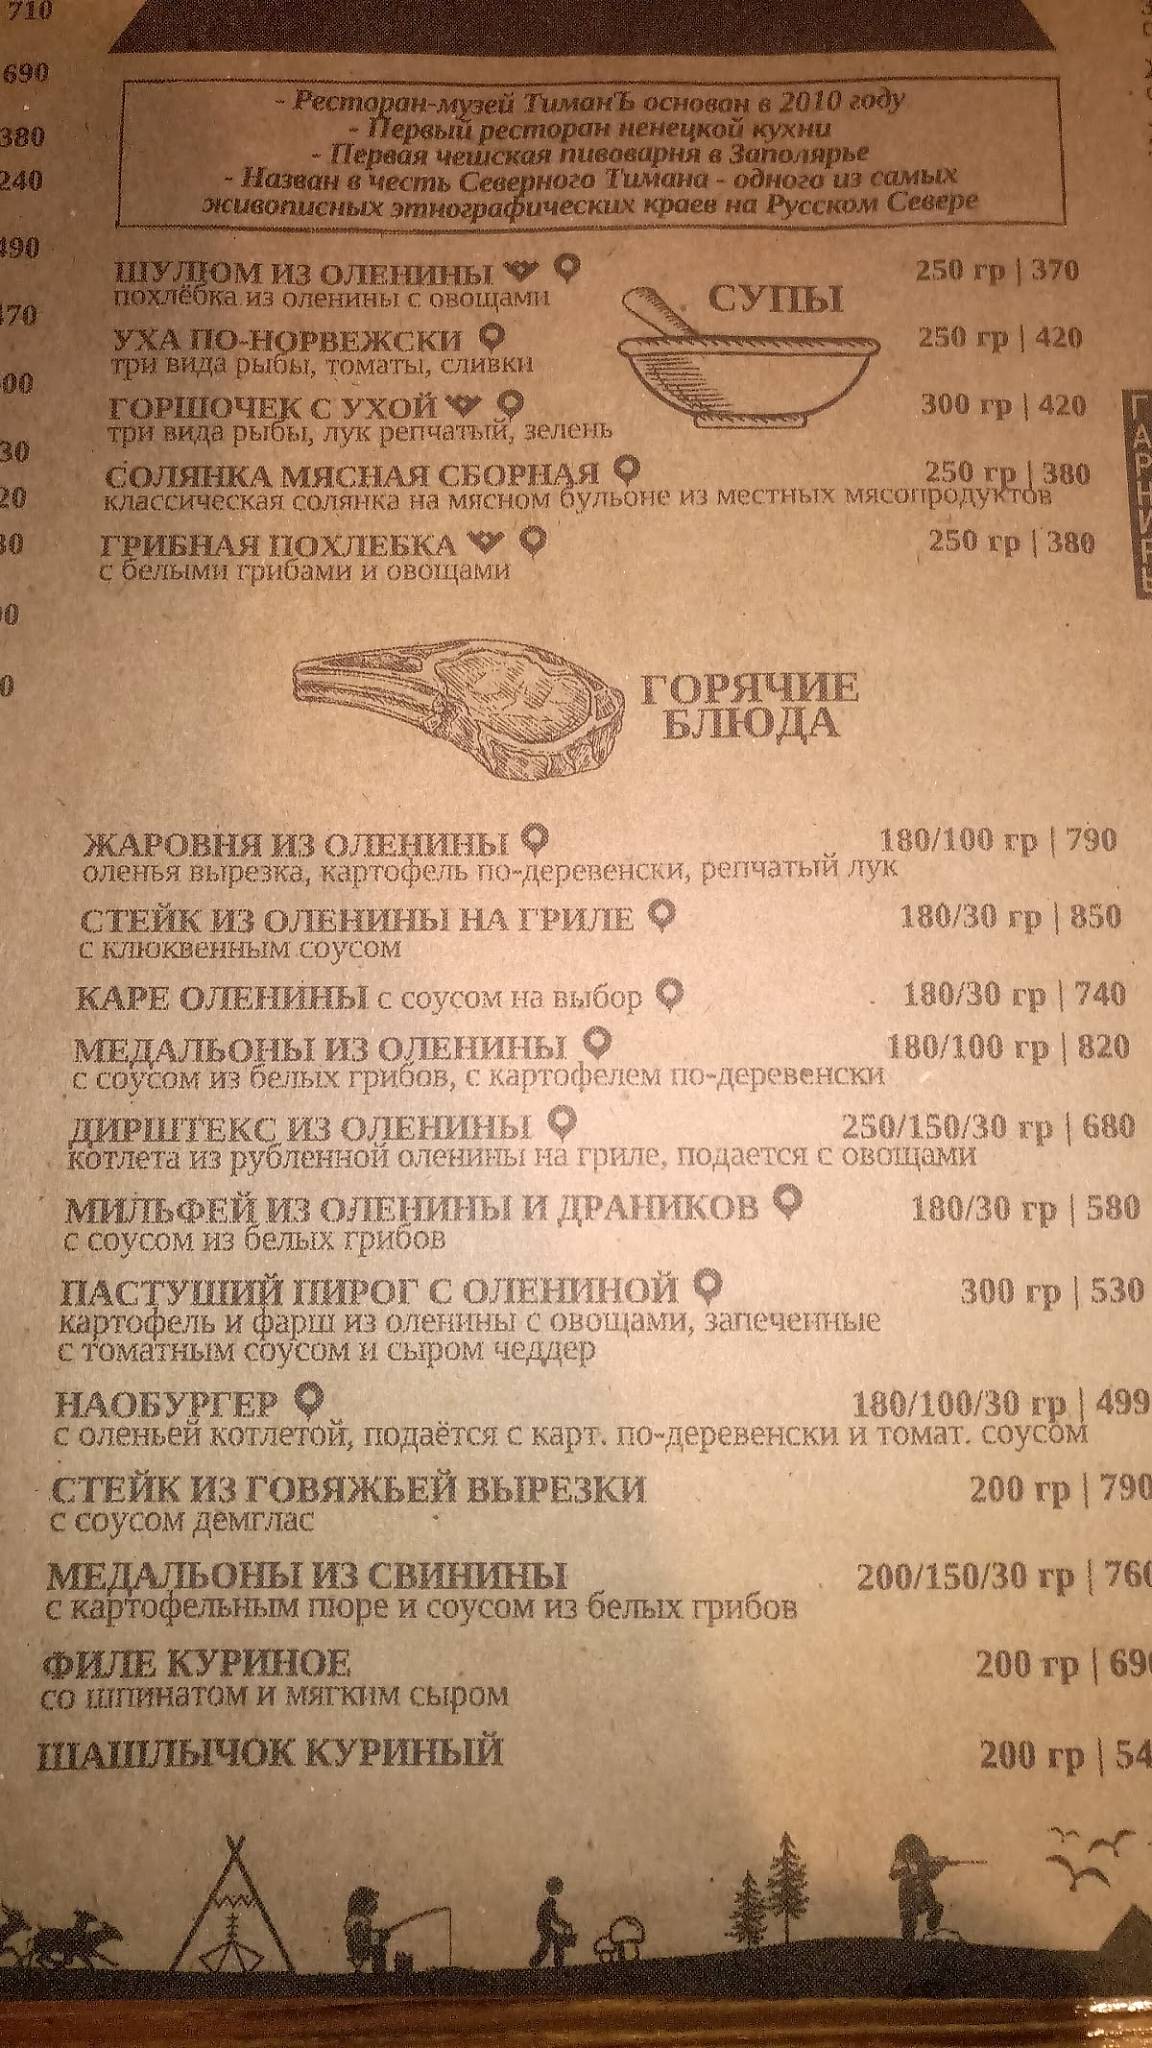 710
690
380
240
490
- Ресторан-музей ТиманЪ основан в 2010 году
- Первый ресторан ненецкой кухни
- Первая чешская пивоварня в Заполярье
- Назван в честь Северного Тимана - одного из самых
живописных этнографических краев на Русском Севере
СУПЫ
ШУЛЮМ ИЗ ОЛЕНИНЫ 250 гр | 370
похлёбка из оленины с овощами
УХА ПО-НОРВЕЖСКИ 250 гр | 420
три вида рыбы, томаты, сливки
ГОРШОЧЕК С УХОЙ 300 гр | 420
три вида рыбы, лук репчатый, зелень
СОЛЯНКА МЯСНАЯ СБОРНАЯ 250 гр | 380
классическая солянка на мясном бульоне из местных мясопродуктов
ГРИБНАЯ ПОХЛЕБКА 250 гр | 380
с белыми грибами и овощами
ГОРЯЧИЕ
БЛЮДА
ЖАРОВНЯ ИЗ ОЛЕНИНЫ 180/100 гр | 790
оленья вырезка, картофель по-деревенски, репчатый лук
СТЕЙК ИЗ ОЛЕНИНЫ НА ГРИЛЕ 180/30 гр | 850
с клюквенным соусом
КАРЕ ОЛЕНИНЫ с соусом на выбор 180/30 гр | 740
МЕДАЛЬОНЫ ИЗ ОЛЕНИНЫ 180/100 гр | 820
с соусом из белых грибов, с картофелем по-деревенски
ДИРШТЕКС ИЗ ОЛЕНИНЫ 250/150/30 гр | 680
котлета из рубленной оленины на гриле, подается с овощами
МИЛЬФЕЙ ИЗ ОЛЕНИНЫ И ДРАНИКОВ 180/30 гр | 580
с соусом из белых грибов
ПАСТУШИЙ ПИРОГ С ОЛЕНИНОЙ 300 гр | 530
картофель и фарш из оленины с овощами, запеченные
с томатным соусом и сыром чеддер
НАОБУРГЕР 180/100/30 гр | 499
с оленьей котлетой, подаётся с карт. по-деревенски и томат. соусом
СТЕЙК ИЗ ГОВЯЖЬЕЙ ВЫРЕЗКИ 200 гр | 790
с соусом демглас
МЕДАЛЬОНЫ ИЗ СВИНИНЫ 200/150/30 гр | 760
с картофельным пюре и соусом из белых грибов
ФИЛЕ КУРИНОЕ 200 гр | 690
со шпинатом и мягким сыром
ШАШЛЫЧОК КУРИНЫЙ 200 гр | 54
ГАРНИРЫ